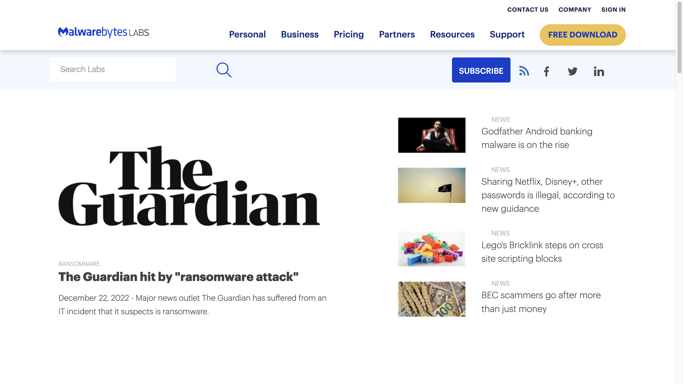 CONTACT US COMPANY SIGN IN
Malwarebytes LABS
Personal Business Pricing Partners Resources Support FREE DOWNLOAD
Search Labs
SUBSCRIBE
The
Guardian
RANSOMWARE
The Guardian hit by "ransomware attack"
December 22, 2022 - Major news outlet The Guardian has suffered from an
IT incident that it suspects is ransomware.
NEWS
Godfather Android banking
malware is on the rise
NEWS
Sharing Netflix, Disney+, other
passwords is illegal, according to
new guidance
NEWS
Lego's Bricklink steps on cross
site scripting blocks
NEWS
BEC scammers go after more
than just money
100